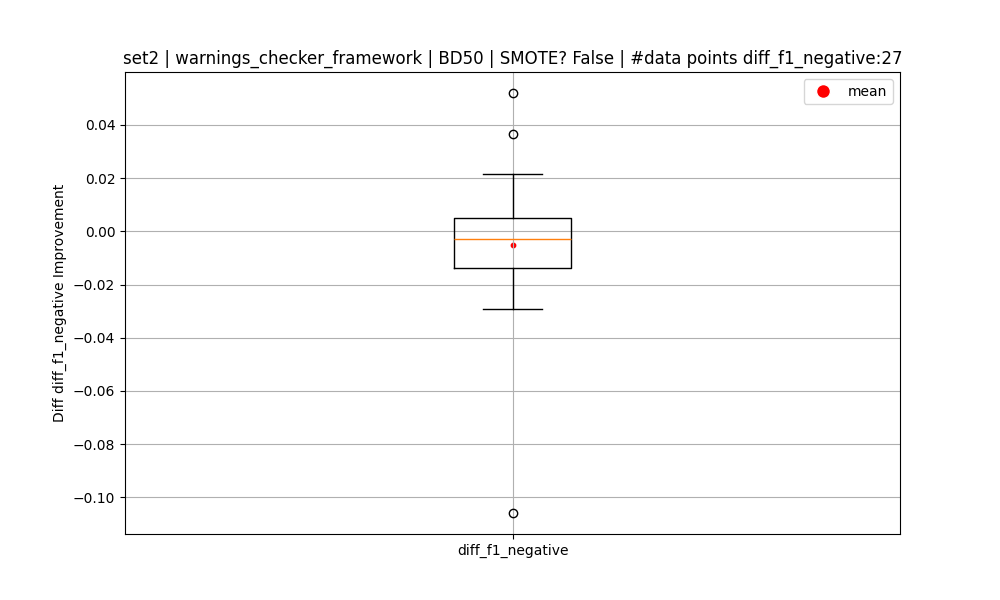 set2 | warnings_checker_framework | BD50 | SMOTE? False | #data points diff_f1_negative:27
mean
0.04
0.02
0.00
−0.02
−0.04
−0.06
−0.08
−0.10
Diff diff_f1_negative Improvement
diff_f1_negative